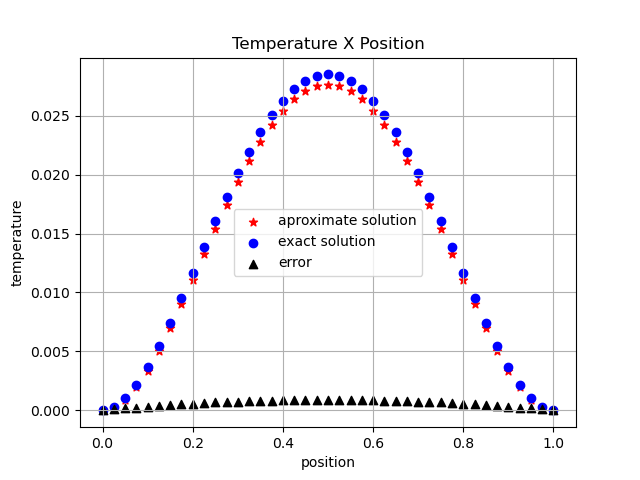 Temperature X Position
temperature
0.025
0.020
0.015
0.010
0.005
0.000
aproximate solution
exact solution
error
0.0 0.2 0.4 0.6 0.8 1.0
position